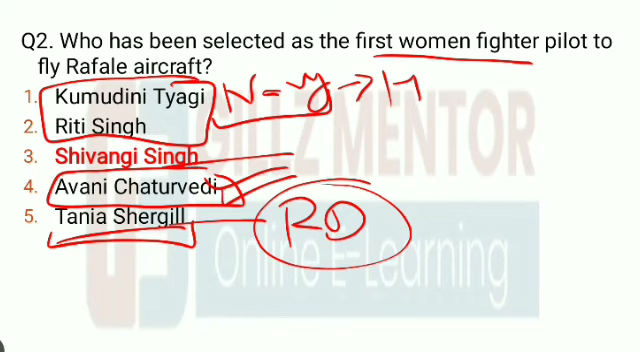 Q2. Who has been selected as the first women fighter pilot to
fly Rafale aircraft?
1. Kumudini Tyagi
2. Riti Singh
N = y → H
3. Shivangi Singh
4. Avani Chaturvedi
5. Tania Shergill
RD
MENTOR
Online E-Learning